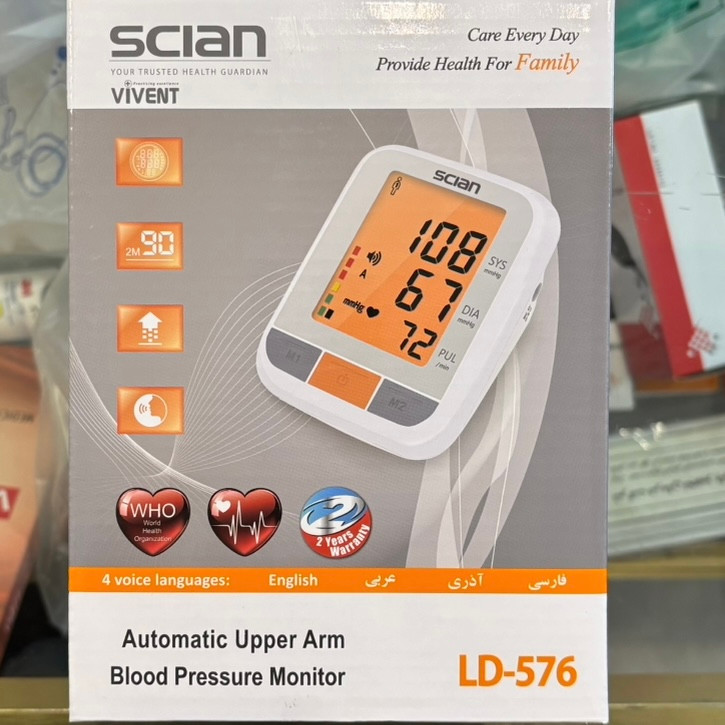 scian
YOUR TRUSTED HEALTH GUARDIAN
Care Every Day
Provide Health For Family
VIVENT
scian
2M 90
108
SYS
mmHg
A
67
DIA
mmHg
mmHg
72
PUL
/min
M1
M2
WHO
World
Health
Organization
2
2 Years
Warranty
4 voice languages: English عربی آذری فارسی
Automatic Upper Arm
Blood Pressure Monitor
LD-576